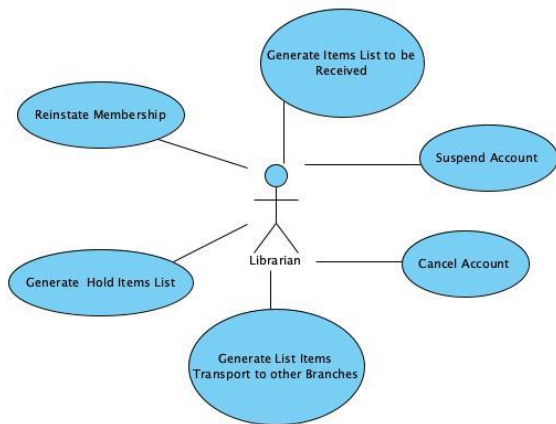 Generate Items List to be
Received
Reinstate Membership
Suspend Account
Librarian
Cancel Account
Generate Hold Items List
Generate List Items
Transport to other Branches